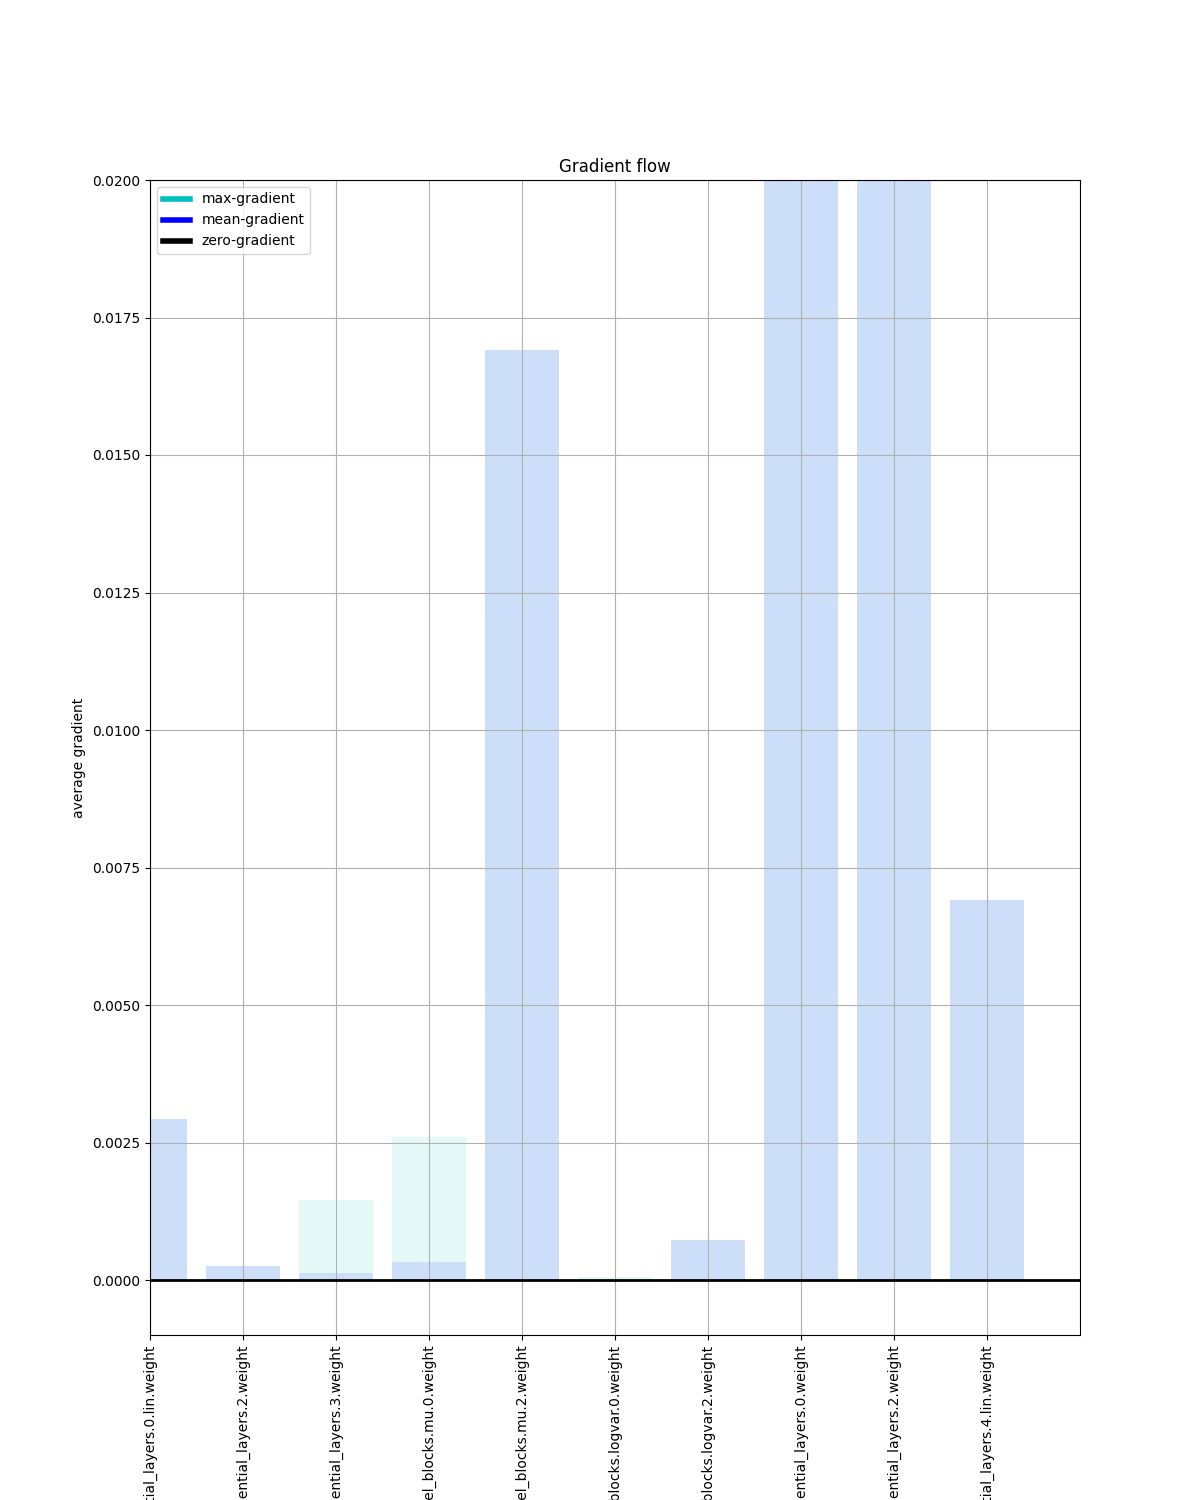 Gradient flow
max-gradient
mean-gradient
zero-gradient
0.0200
0.0175
0.0150
0.0125
0.0100
0.0075
0.0050
0.0025
0.0000
average gradient
tial_layers.0.lin.weight
ential_layers.2.weight
ential_layers.3.weight
el_blocks.mu.0.weight
el_blocks.mu.2.weight
blocks.logvar.0.weight
blocks.logvar.2.weight
ential_layers.0.weight
ential_layers.2.weight
tial_layers.4.lin.weight